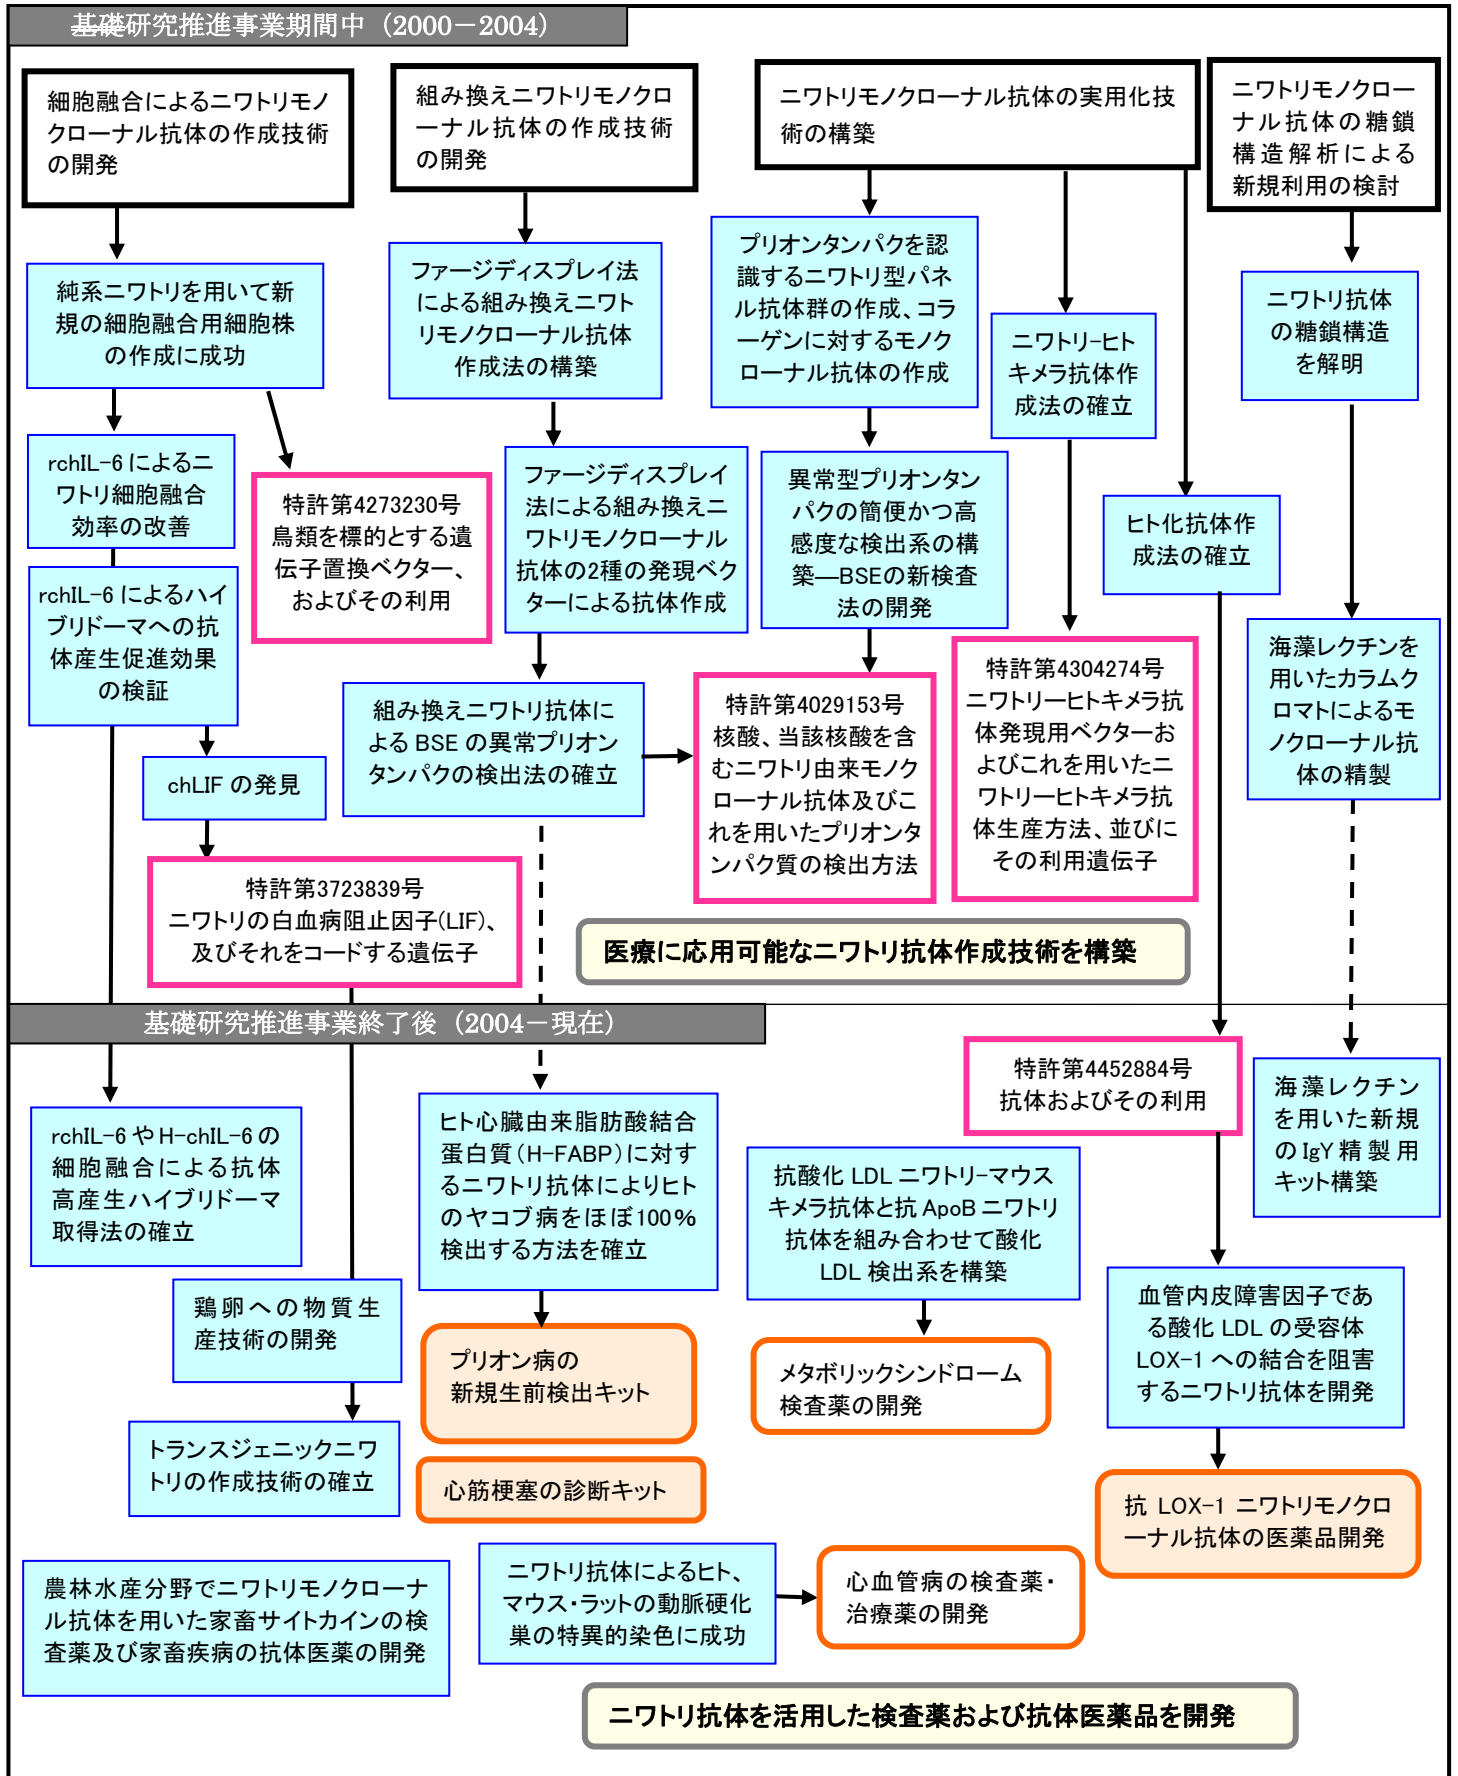 基礎研究推進事業期間中（2000－2004）
細胞融合によるニワトリモノ
クローナル抗体の作成技術
の開発
組み換えニワトリモノクロ
ーナル抗体の作成技術
の開発
ニワトリモノクローナル抗体の実用化技
術の構築
ニワトリモノクロー
ナル抗体の糖鎖
構造解析による
新規利用の検討
純系ニワトリを用いて新
規の細胞融合用細胞株
の作成に成功
ファージディスプレイ法
による組み換えニワト
リモノクローナル抗体
作成法の構築
プリオンタンパクを認
識するニワトリ型パネ
ル抗体群の作成、コラ
ーゲンに対するモノク
ローナル抗体の作成
ニワトリ-ヒト
キメラ抗体作
成法の確立
ニワトリ抗体
の糖鎖構造
を解明
rchIL-6によるニ
ワトリ細胞融合
効率の改善
特許第4273230号
鳥類を標的とする遺
伝子置換ベクター、
およびその利用
ファージディスプレイ
法による組み換えニ
ワトリモノクローナル
抗体の2種の発現ベク
ターによる抗体作成
異常型プリオンタン
パクの簡便かつ高
感度な検出系の構
築―BSEの新検査
法の開発
ヒト化抗体作
成法の確立
rchIL-6によるハイ
ブリドーマへの抗
体産生促進効果
の検証
chLIF の発見
組み換えニワトリ抗体に
よる BSE の異常プリオン
タンパクの検出法の確立
特許第4029153号
核酸、当該核酸を含
むニワトリ由来モノク
ローナル抗体及びこ
れを用いたプリオンタ
ンパク質の検出方法
特許第4304274号
ニワトリーヒトキメラ抗
体発現用ベクターお
よびこれを用いたニ
ワトリーヒトキメラ抗
体生産方法、並びに
その利用遺伝子
海藻レクチンを
用いたカラムク
ロマトによるモ
ノクローナル抗
体の精製
特許第3723839号
ニワトリの白血病阻止因子(LIF)、
及びそれをコードする遺伝子
医療に応用可能なニワトリ抗体作成技術を構築
基礎研究推進事業終了後（2004－現在）
rchIL-6 や H-chIL-6 の
細胞融合による抗体
高産生ハイブリドーマ
取得法の確立
ヒト心臓由来脂肪酸結合
蛋白質（H-FABP）に対す
るニワトリ抗体によりヒト
のヤコブ病をほぼ100％
検出する方法を確立
抗酸化 LDL ニワトリ-マウス
キメラ抗体と抗 ApoB ニワトリ
抗体を組み合わせて酸化
LDL 検出系を構築
特許第4452884号
抗体およびその利用
海藻レクチン
を用いた新規
の IgY 精製用
キット構築
鶏卵への物質生
産技術の開発
プリオン病の
新規生前検出キット
メタボリックシンドローム
検査薬の開発
血管内皮障害因子であ
る酸化 LDL の受容体
LOX-1 への結合を阻害
するニワトリ抗体を開発
トランスジェニックニワ
トリの作成技術の確立
心筋梗塞の診断キット
抗 LOX-1 ニワトリモノクロ
ーナル抗体の医薬品開発
農林水産分野でニワトリモノクローナ
ル抗体を用いた家畜サイトカインの検
査薬及び家畜疾病の抗体医薬の開発
ニワトリ抗体によるヒト、
マウス・ラットの動脈硬化
巣の特異的染色に成功
心血管病の検査薬・
治療薬の開発
ニワトリ抗体を活用した検査薬および抗体医薬品を開発